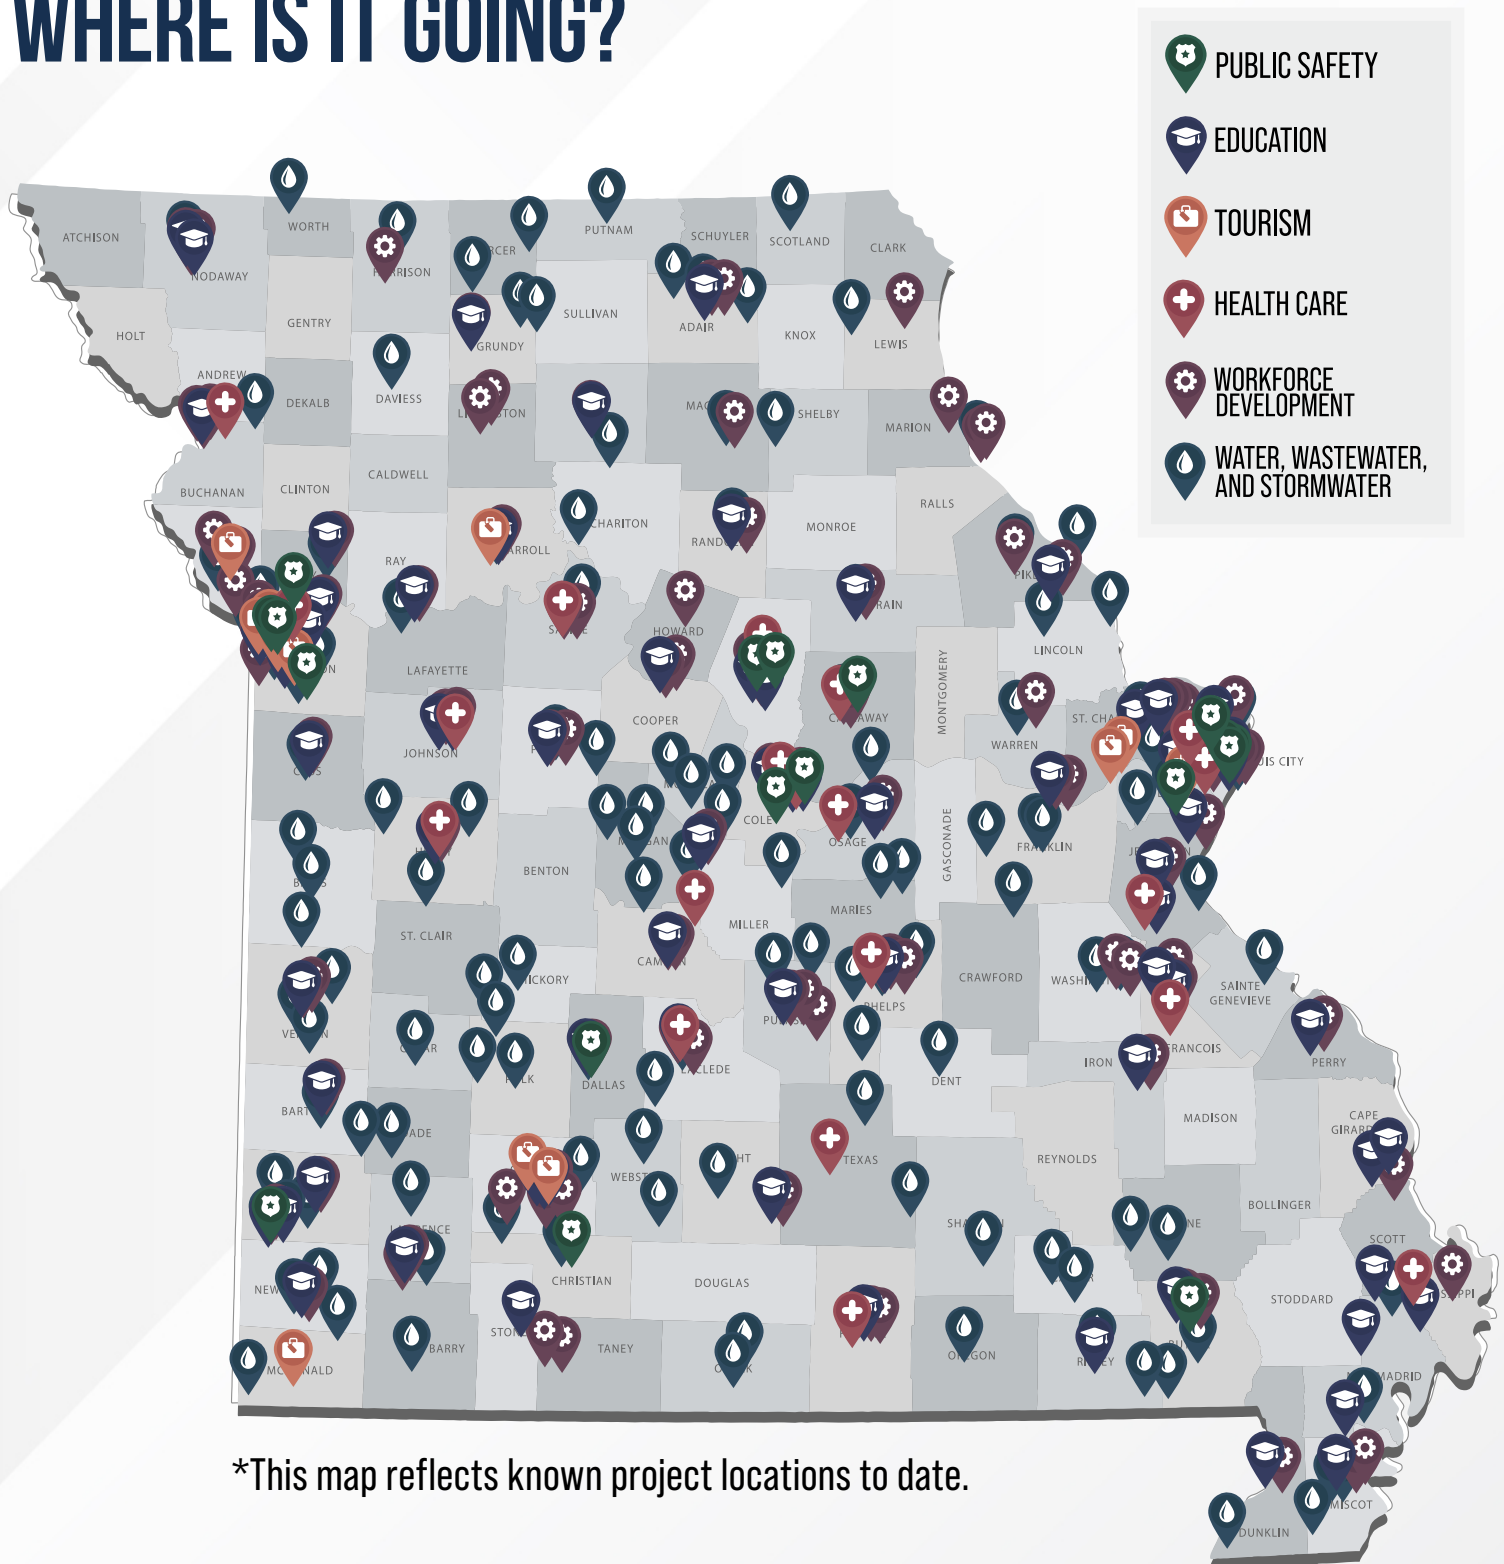 WHERE IS IT GOING?
PUBLIC SAFETY
EDUCATION
TOURISM
HEALTH CARE
WORKFORCE
DEVELOPMENT
WATER, WASTEWATER,
AND STORMWATER
ATCHISON
WORTH
PUTNAM
SCHUYLER
SCOTLAND
CLARK
NODAWAY
HOLT
GENTRY
SULLIVAN
ADAIR
KNOX
LEWIS
GRUNDY
ANDREW
DEKALB
DAVIESS
SHELBY
MARION
BUCHANAN
CLINTON
CALDWELL
CHARITON
MONROE
RALLS
RAY
HOWARD
LINCOLN
LAFAYETTE
MONTGOMERY
COOPER
WARREN
JOHNSON
COLE
OSAGE
GASCONADE
FRANKLIN
BENTON
MARIES
ST. CLAIR
MILLER
CRAWFORD
SAINTE
GENEVIEVE
PHELPS
IRON
PERRY
DALLAS
DENT
MADISON
CAPE
TEXAS
REYNOLDS
BOLLINGER
SCOTT
CHRISTIAN
DOUGLAS
STODDARD
BARRY
TANEY
DUNKLIN
*This map reflects known project locations to date.